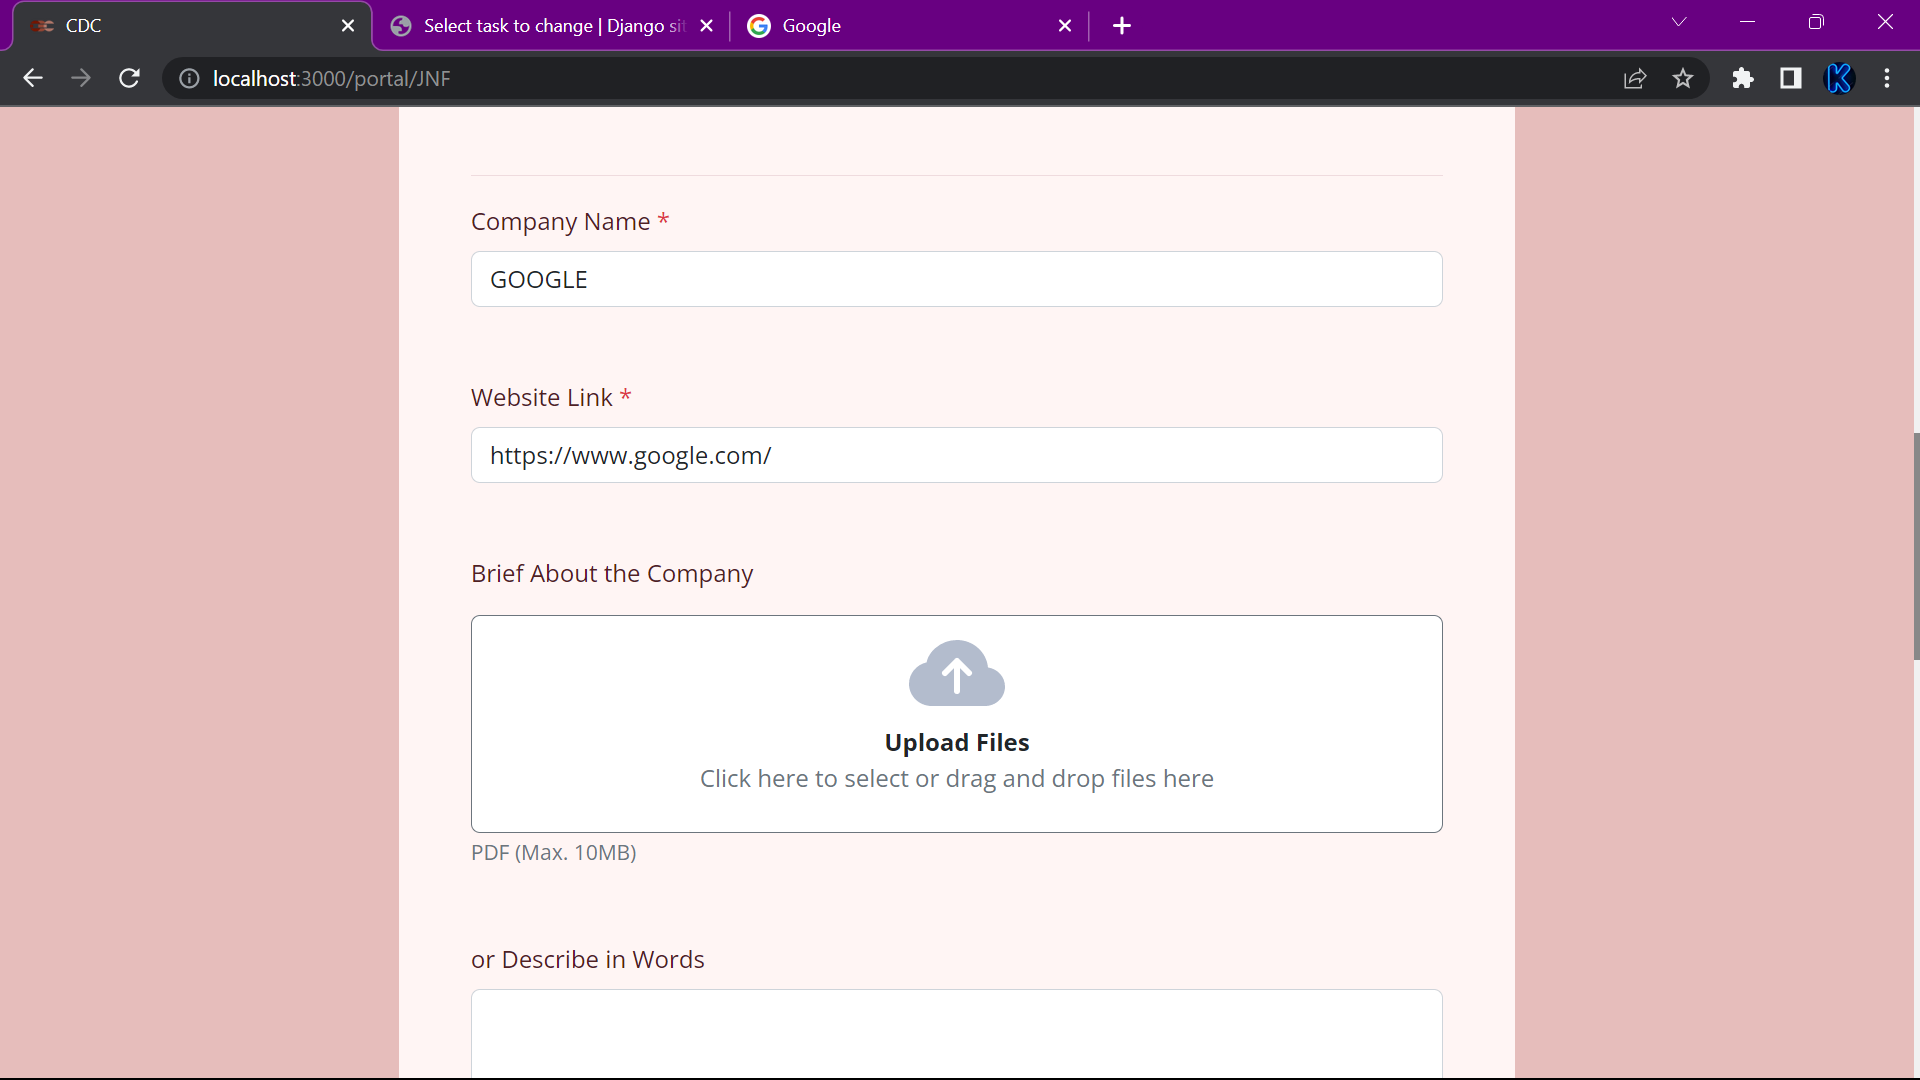 CDC
Select task to change | Django si
Google
localhost:3000/portal/JNF
K
Company Name *
GOOGLE
Website Link *
https://www.google.com/
Brief About the Company
Upload Files
Click here to select or drag and drop files here
PDF (Max. 10MB)
or Describe in Words